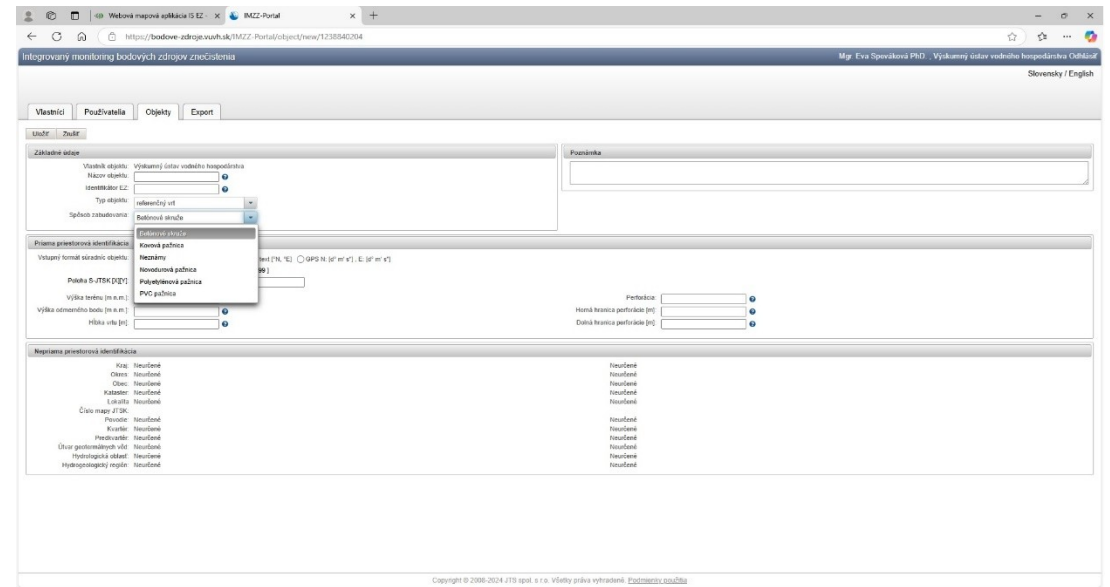 Webová mapová aplikácia IS EZ -
IMZZ-Portal
https://bodove-zdroje.vuvh.sk/IMZZ-Portal/object/new/1238840204
Integrovaný monitoring bodových zdrojov znečistenia
Mgr. Eva Spováková PhD. , Výskumný ústav vodného hospodárstva Odhlásiť
Slovensky / English
Vlastníci Používatelia Objekty Export
Uložiť Zrušiť
Základné údaje
Poznámka
Vlastník objektu: Výskumný ústav vodného hospodárstva
Názov objektu:
Identifikátor EZ:
Typ objektu: referenčný vrt
Spôsob zabudovania: Betónové skruže
Betónové skruže
Kovová pažnica
Neznámy
Novodurová pažnica
Polyetylénová pažnica
PVC pažnica
Priama priestorová identifikácia
Vstupný formát súradníc objektu: text [°N, °E] GPS N: [d° m' s"] , E: [d° m' s"]
99 ]
Poloha S-JTSK [X][Y]:
Výška terénu [m n.m.]:
Perforácia:
Výška odmerného bodu [m n.m.]:
Horná hranica perforácie [m]:
Hĺbka vrtu [m]:
Dolná hranica perforácie [m]:
Nepriama priestorová identifikácia
Kraj: Neurčené Neurčené
Okres: Neurčené Neurčené
Obec: Neurčené Neurčené
Kataster: Neurčené Neurčené
Lokalita Neurčené Neurčené
Číslo mapy JTSK:
Povodie: Neurčené Neurčené
Kvartér: Neurčené Neurčené
Predkvartér: Neurčené Neurčené
Útvar geotermálnych vôd: Neurčené Neurčené
Hydrologická oblasť: Neurčené Neurčené
Hydrogeologický región: Neurčené Neurčené
Copyright © 2008-2024 JTB spol. s r.o. Všetky práva vyhradené. Podmienky použitia